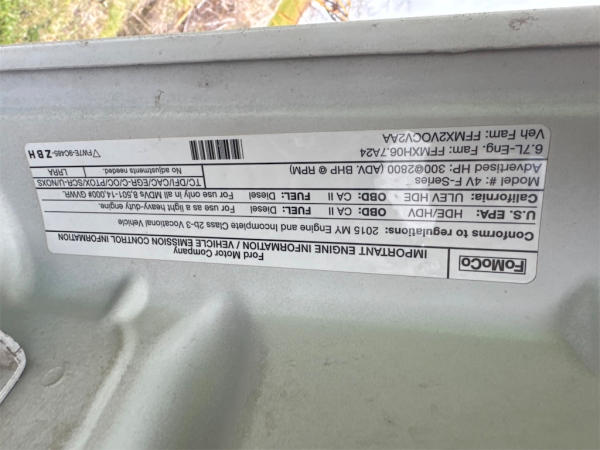 FoMoCo
Ford Motor Company
IMPORTANT ENGINE INFORMATION / VEHICLE EMISSION CONTROL INFORMATION
Conforms to regulations: 2015 MY Engine and Incomplete Class 2b-3 Vocational Vehicle
U.S. EPA: HDE/HDV OBD: CA II FUEL: Diesel For use as a light heavy-duty engine.
California: ULEV HDE OBD: CA II FUEL: Diesel For use only in all MDVs 8,501-14,000# GVWR.
Model #: 4V F-Series TC/DFI/CAC/EGR-C/OC/PTOX/SCR-U/NOXS
Advertised HP: 300@2800 (ADV. BHP @ RPM) No adjustments needed. LRRA
6.7L-Eng. Fam: FFMXH06.7A24
Veh Fam: FFMX2VOCV2AA
FW7E-9C485-ZBH